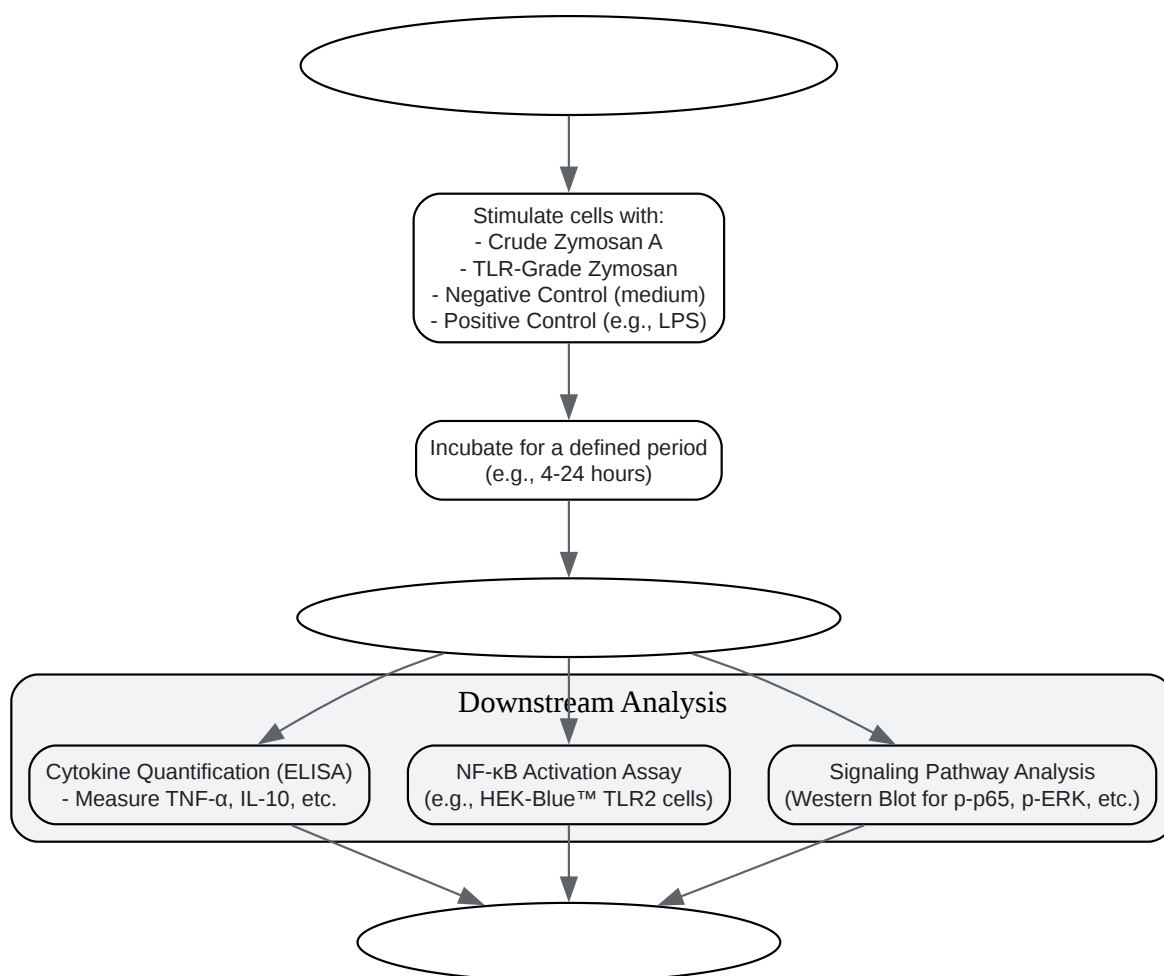 Stimulate cells with:
- Crude Zymosan A
- TLR-Grade Zymosan
- Negative Control (medium)
- Positive Control (e.g., LPS)
Incubate for a defined period
(e.g., 4-24 hours)
Downstream Analysis
Cytokine Quantification (ELISA)
- Measure TNF-α, IL-10, etc.
NF-κB Activation Assay
(e.g., HEK-Blue™ TLR2 cells)
Signaling Pathway Analysis
(Western Blot for p-p65, p-ERK, etc.)